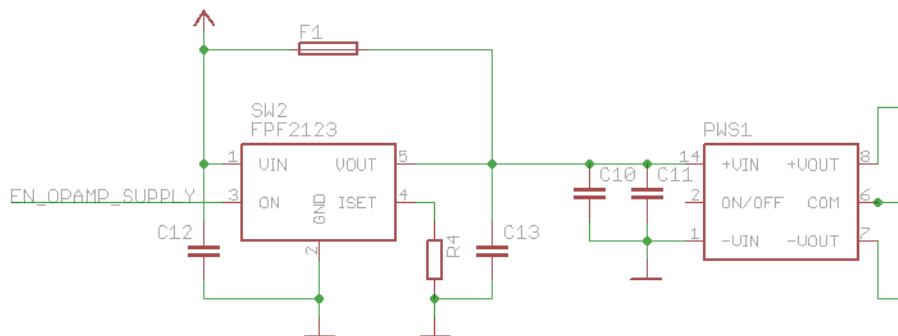 F1
SW2
FPF2123
PWS1
1 VIN VOUT 5
14 +VIN +VOUT 8
EN_OPAMP_SUPPLY 3 ON ISET 4
C10 C11 2 ON/OFF COM 6
GND
C12 2 R4 C13
1 -VIN -VOUT 7